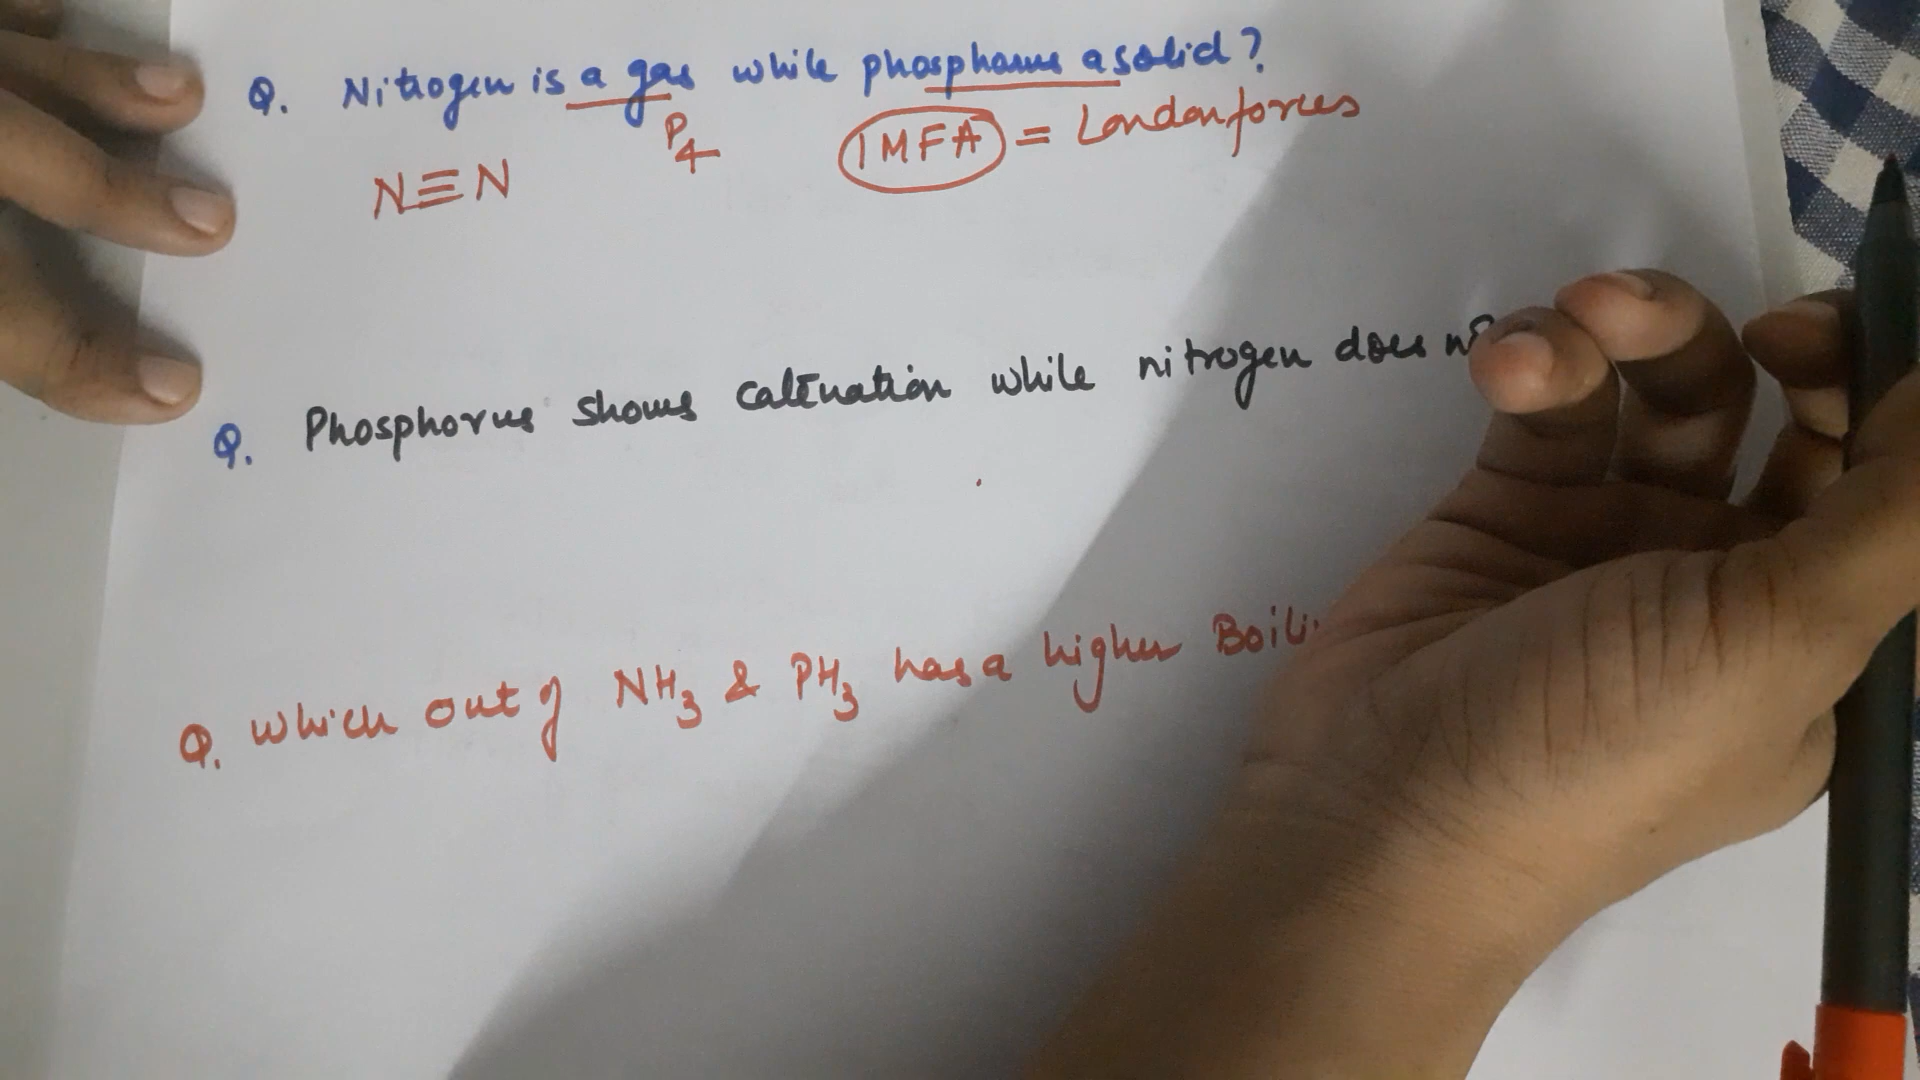 Q. Nitrogen is a gas while phosphorus a solid?
N≡N P4 IMFA = London forces
Q. Phosphorus shows catenation while nitrogen does
Q. Which out of NH3 & PH3 has a higher